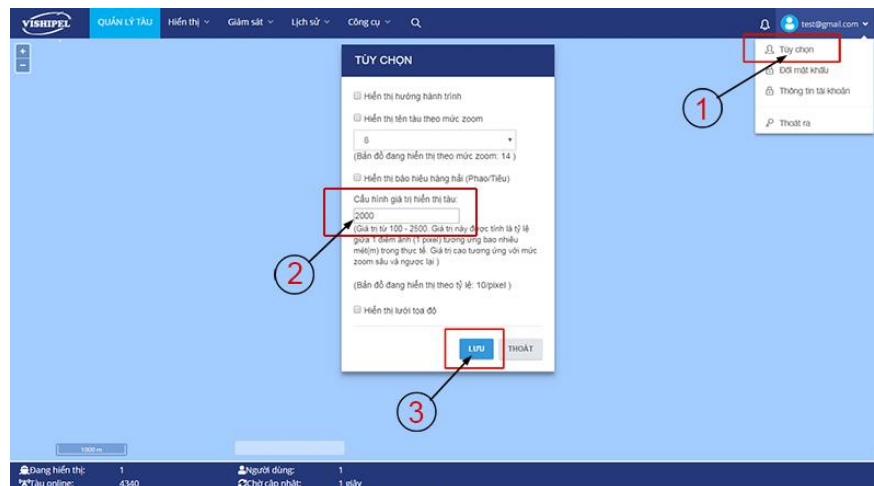 VISHIPEL QUẢN LÝ TÀU Hiển thị Giám sát Lịch sử Công cụ test@gmail.com
+
-
Tùy chọn
Đổi mật khẩu
Thông tin tài khoản
Thoát ra
1
TÙY CHỌN
Hiển thị hướng hành trình
Hiển thị tên tàu theo mức zoom
8
(Bản đồ đang hiển thị theo mức zoom: 14 )
Hiển thị báo hiệu hàng hải (Phao/Tiêu)
Cấu hình giá trị hiển thị tàu:
2000
(Giá trị từ 100 - 2500. Giá trị này được tính là tỷ lệ
giữa 1 điểm ảnh (1 pixel) tương ứng bao nhiêu
mét(m) trong thực tế. Giá trị cao tương ứng với mức
zoom sâu và ngược lại )
2
(Bản đồ đang hiển thị theo tỷ lệ: 10/pixel )
Hiển thị lưới tọa độ
LƯU THOÁT
3
1000 m
Đang hiển thị: 1 Người dùng: 1
Tàu online: 4340 Chờ cập nhật: 1 giây